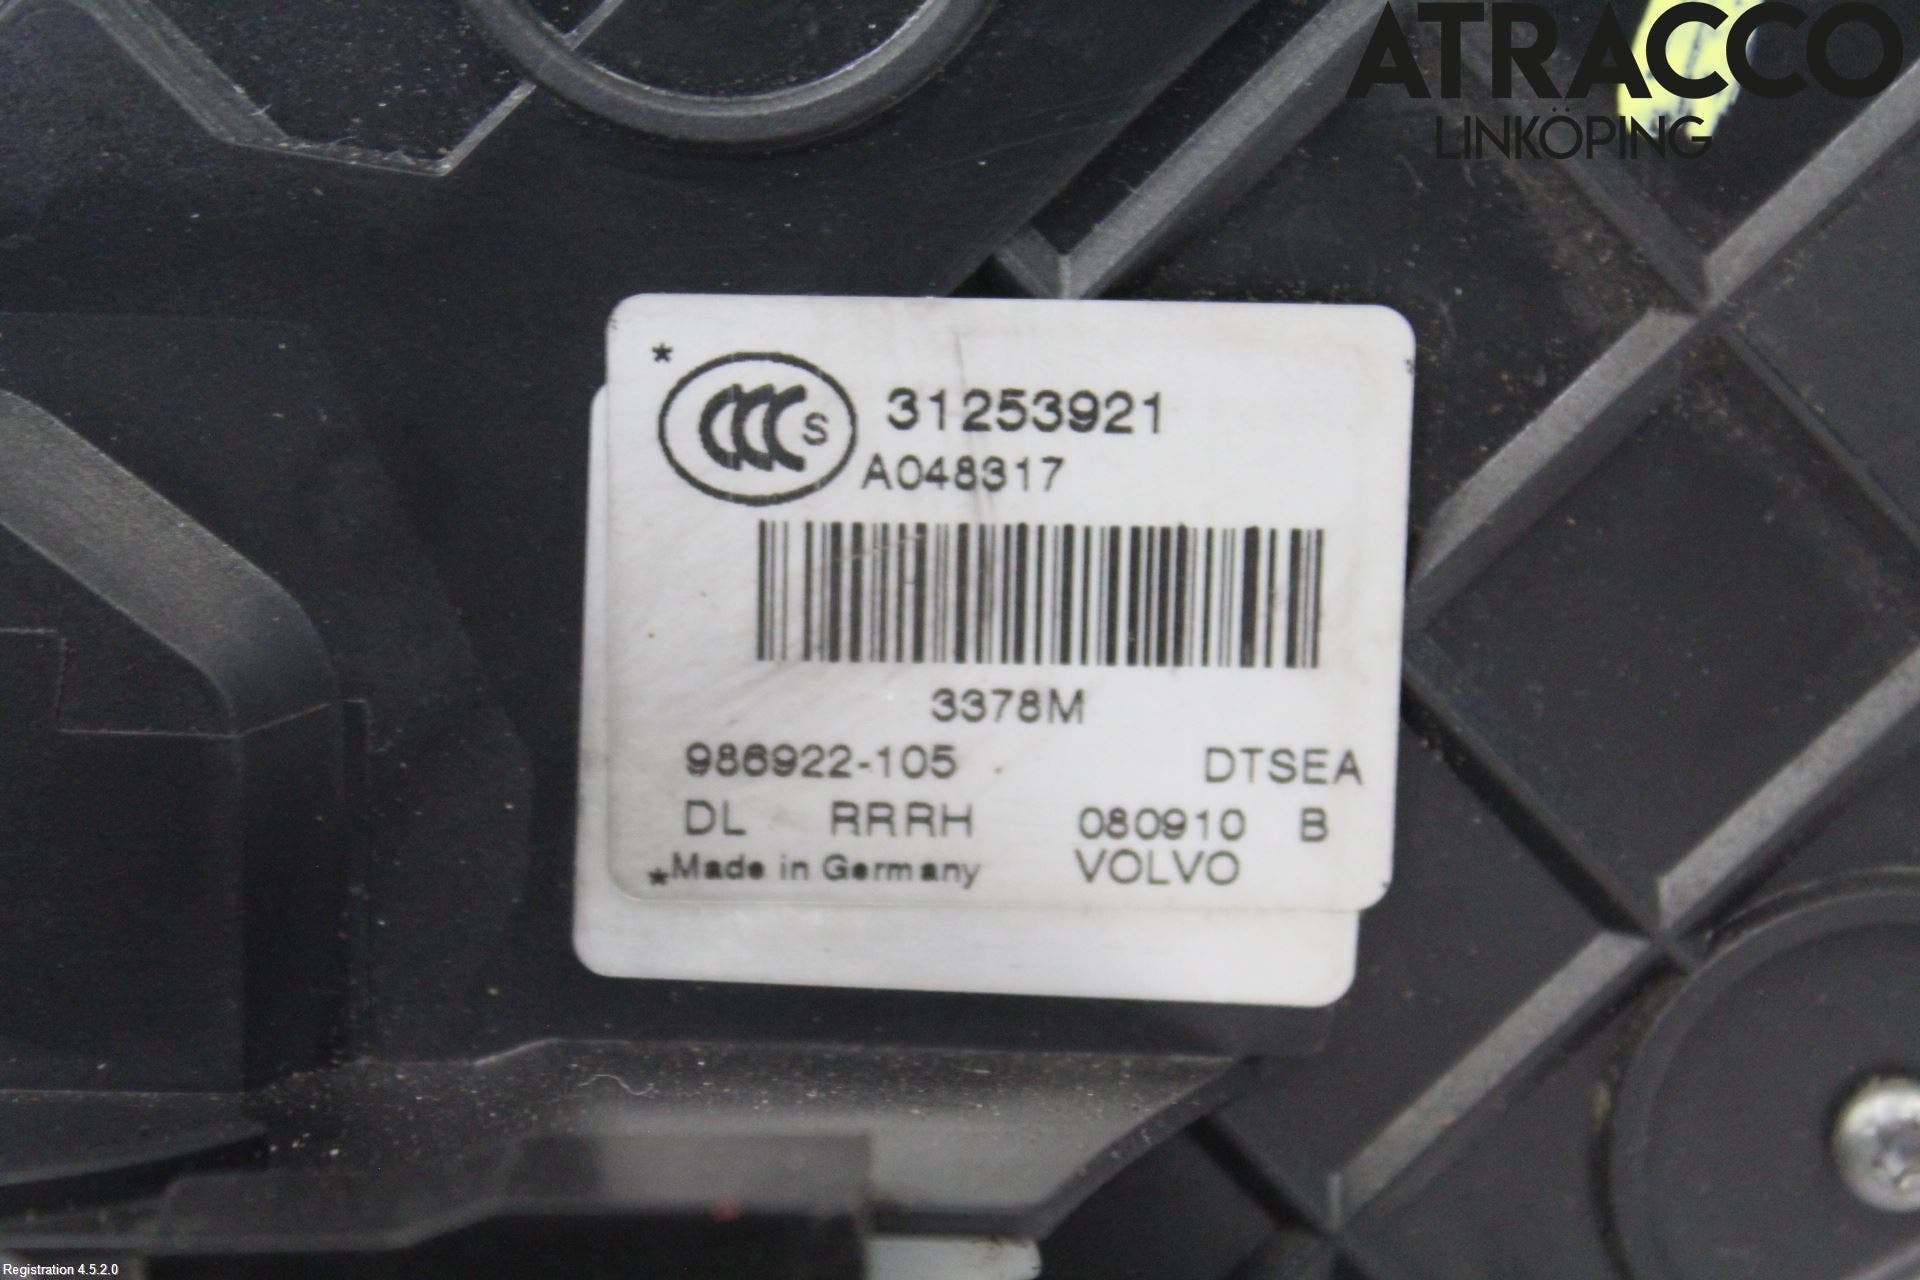 ATRACCO
LINKÖPING
* CCC S 31253921
A048317
3378M
986922-105 DTSEA
DL RRRH 080910 B
*Made in Germany VOLVO
Registration 4.5.2.0